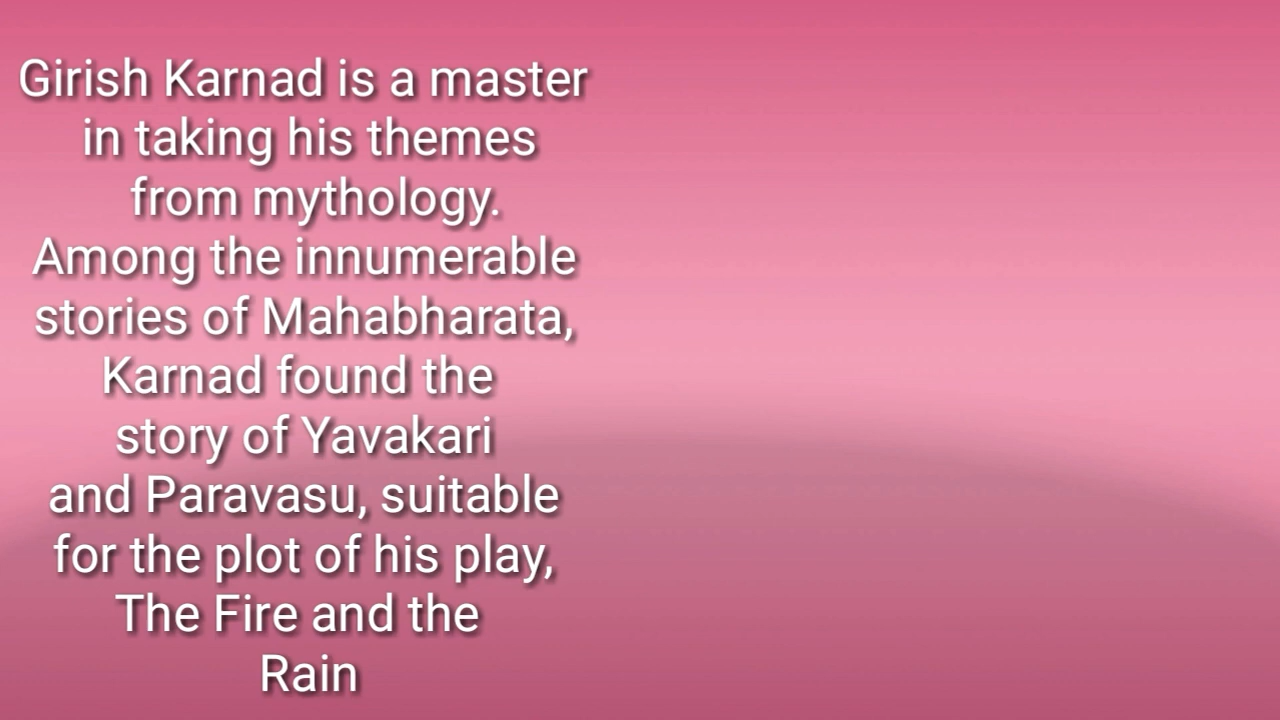 Girish Karnad is a master
in taking his themes
from mythology.
Among the innumerable
stories of Mahabharata,
Karnad found the
story of Yavakari
and Paravasu, suitable
for the plot of his play,
The Fire and the
Rain